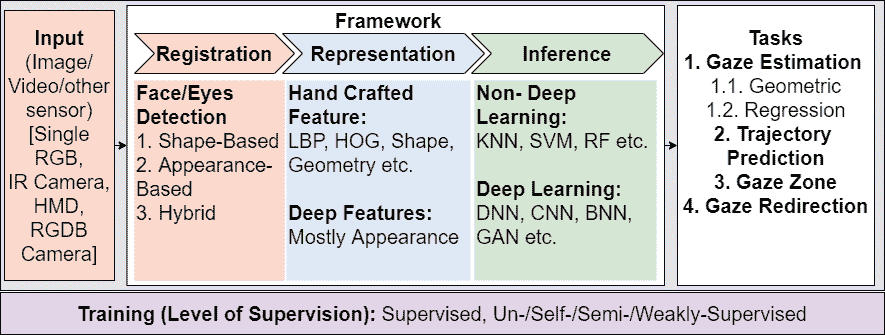 Input
(Image/
Video/other
sensor)
[Single
RGB,
IR Camera,
HMD,
RGDB
Camera]
Framework
Registration
Representation
Inference
Face/Eyes
Detection
1. Shape-Based
2. Appearance-
Based
3. Hybrid
Hand Crafted
Feature:
LBP, HOG, Shape,
Geometry etc.
Deep Features:
Mostly Appearance
Non- Deep
Learning:
KNN, SVM, RF etc.
Deep Learning:
DNN, CNN, BNN,
GAN etc.
Tasks
1. Gaze Estimation
1.1. Geometric
1.2. Regression
2. Trajectory
Prediction
3. Gaze Zone
4. Gaze Redirection
Training (Level of Supervision): Supervised, Un-/Self-/Semi-/Weakly-Supervised